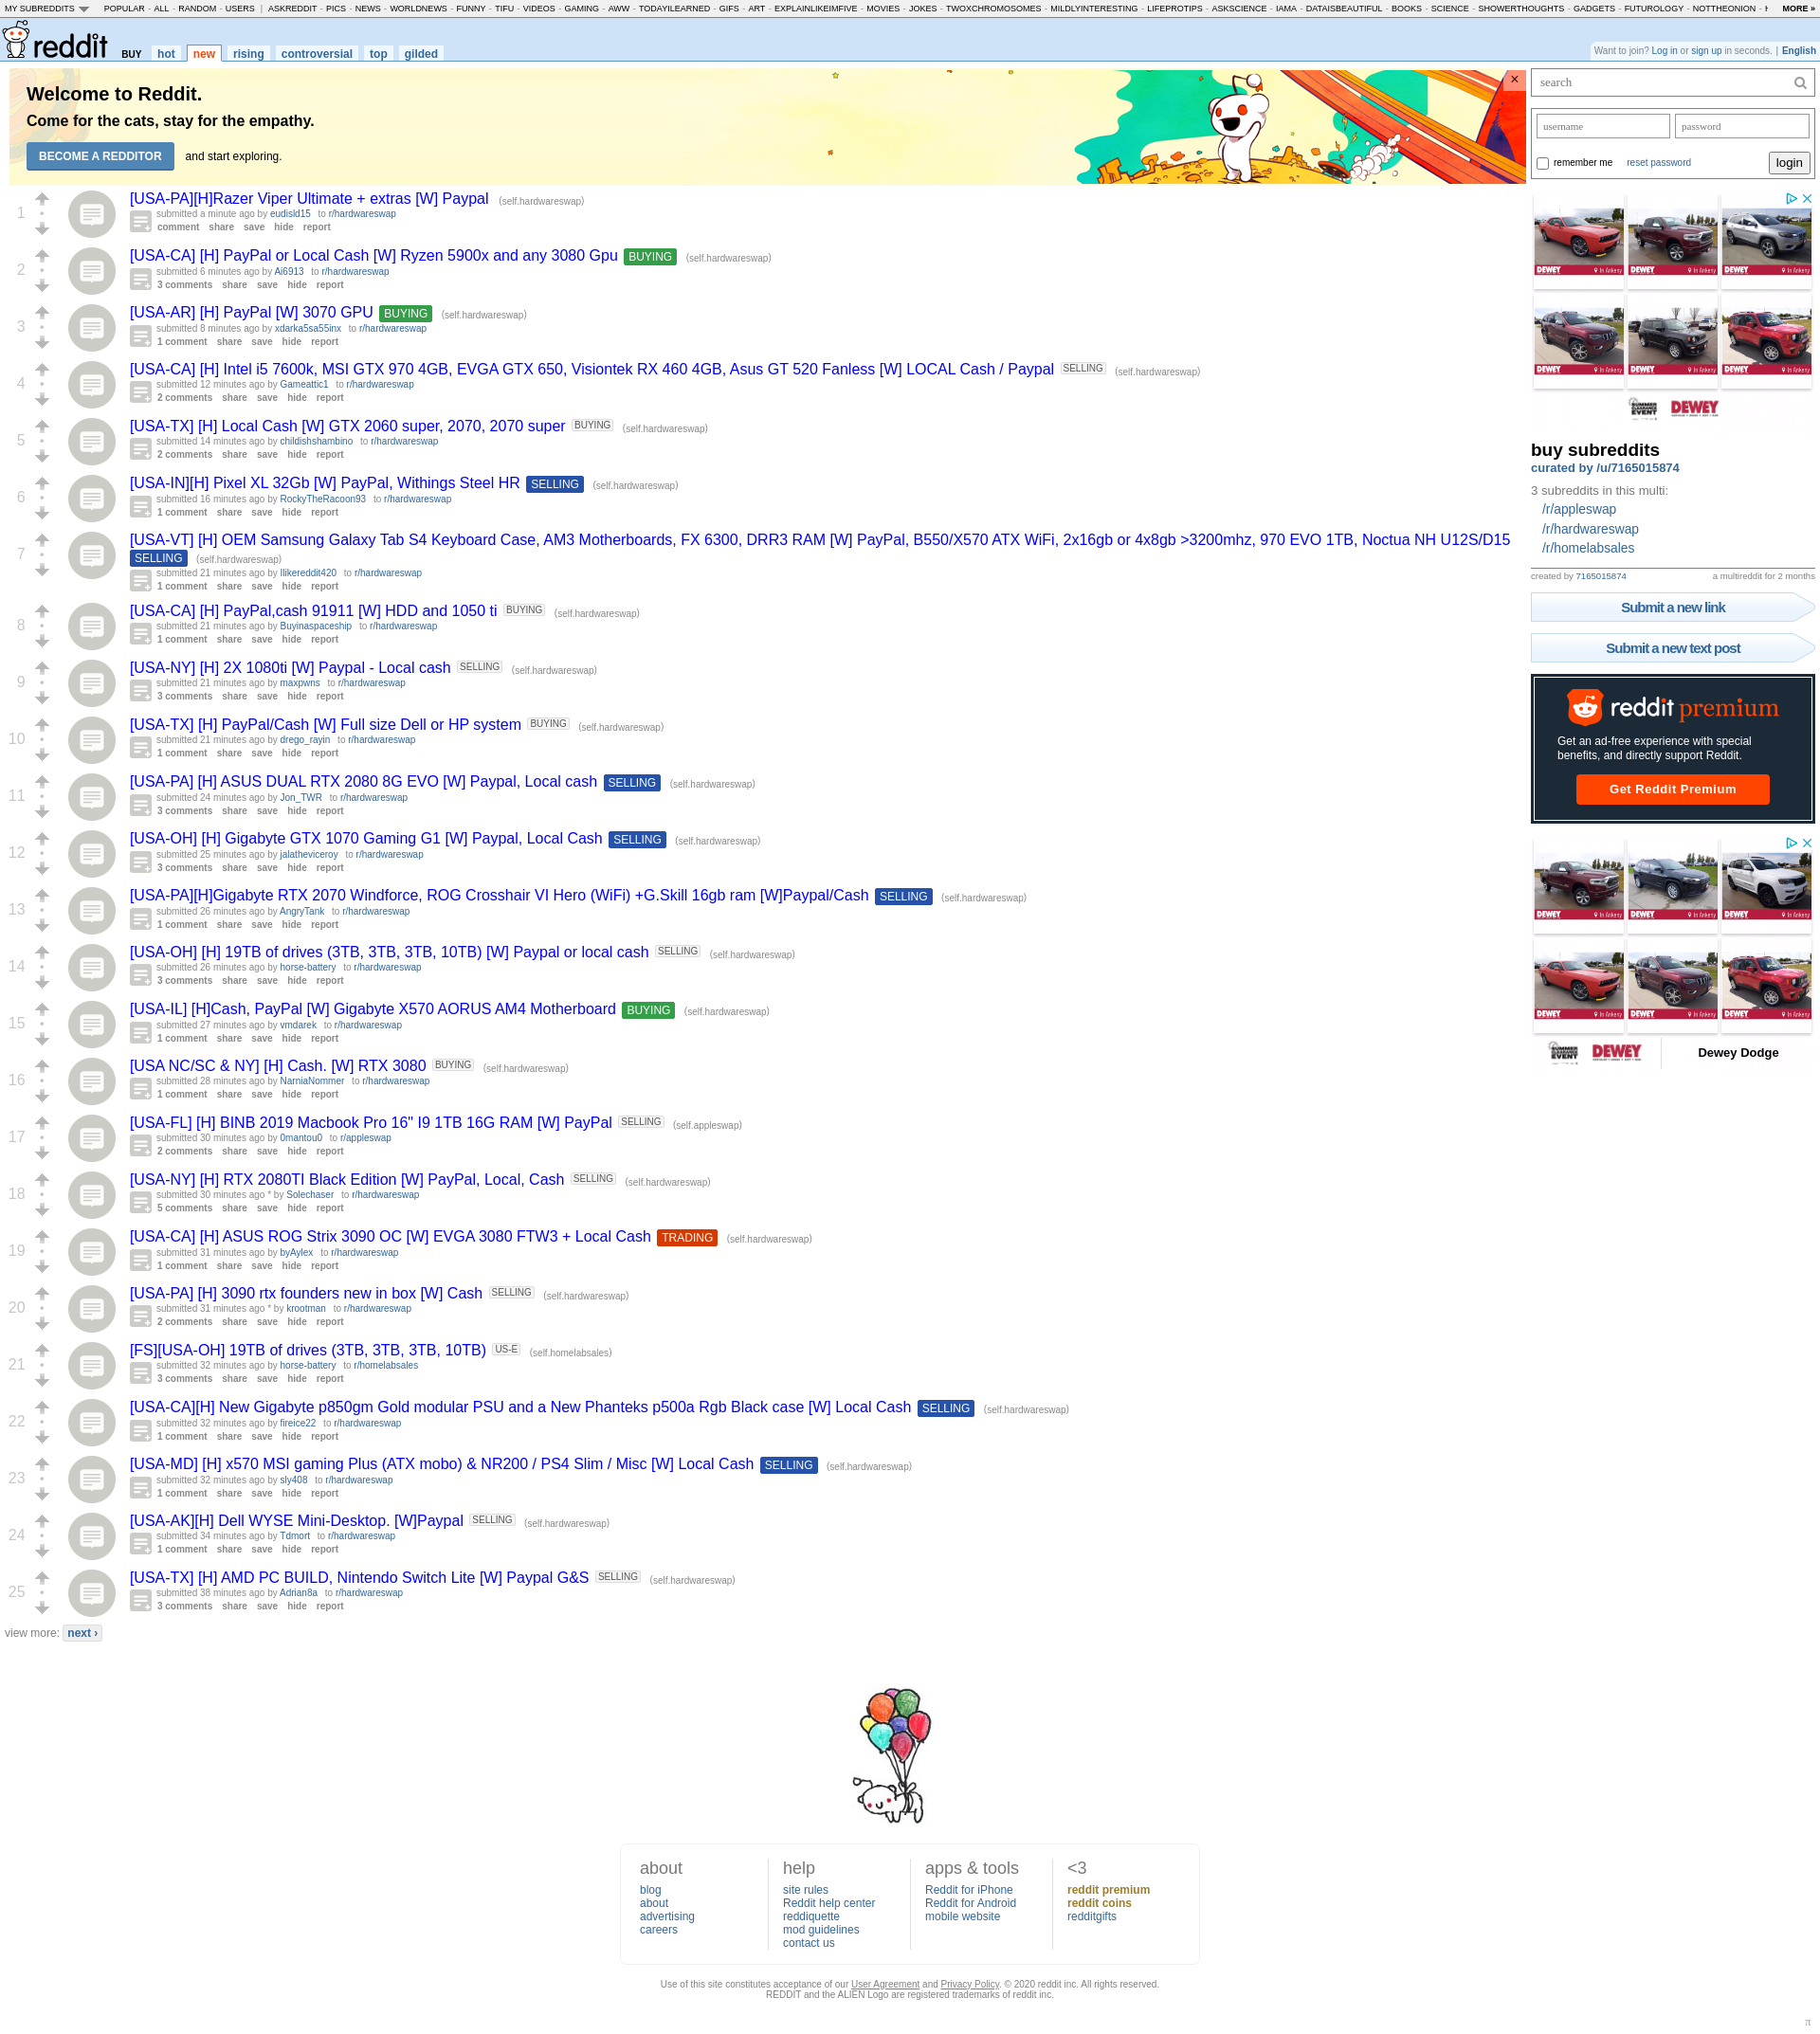 MY SUBREDDITS POPULAR - ALL - RANDOM - USERS | ASKREDDIT - PICS - NEWS - WORLDNEWS - FUNNY - TIFU - VIDEOS - GAMING - AWW - TODAYILEARNED - GIFS - ART - EXPLAINLIKEIMFIVE - MOVIES - JOKES - TWOXCHROMOSOMES - MILDLYINTERESTING - LIFEPROTIPS - ASKSCIENCE - IAMA - DATAISBEAUTIFUL - BOOKS - SCIENCE - SHOWERTHOUGHTS - GADGETS - FUTUROLOGY - NOTTHEONION - MORE »
reddit BUY hot new rising controversial top gilded
Want to join? Log in or sign up in seconds. | English
Welcome to Reddit.
Come for the cats, stay for the empathy.
BECOME A REDDITOR and start exploring.
×
1
[USA-PA][H]Razer Viper Ultimate + extras [W] Paypal (self.hardwareswap)
submitted a minute ago by eudisld15 to r/hardwareswap
comment share save hide report
2
[USA-CA] [H] PayPal or Local Cash [W] Ryzen 5900x and any 3080 Gpu BUYING (self.hardwareswap)
submitted 6 minutes ago by Ai6913 to r/hardwareswap
3 comments share save hide report
3
[USA-AR] [H] PayPal [W] 3070 GPU BUYING (self.hardwareswap)
submitted 8 minutes ago by xdarka5sa55inx to r/hardwareswap
1 comment share save hide report
4
[USA-CA] [H] Intel i5 7600k, MSI GTX 970 4GB, EVGA GTX 650, Visiontek RX 460 4GB, Asus GT 520 Fanless [W] LOCAL Cash / Paypal SELLING (self.hardwareswap)
submitted 12 minutes ago by Gameattic1 to r/hardwareswap
2 comments share save hide report
5
[USA-TX] [H] Local Cash [W] GTX 2060 super, 2070, 2070 super BUYING (self.hardwareswap)
submitted 14 minutes ago by childishshambino to r/hardwareswap
2 comments share save hide report
6
[USA-IN][H] Pixel XL 32Gb [W] PayPal, Withings Steel HR SELLING (self.hardwareswap)
submitted 16 minutes ago by RockyTheRacoon93 to r/hardwareswap
1 comment share save hide report
7
[USA-VT] [H] OEM Samsung Galaxy Tab S4 Keyboard Case, AM3 Motherboards, FX 6300, DRR3 RAM [W] PayPal, B550/X570 ATX WiFi, 2x16gb or 4x8gb >3200mhz, 970 EVO 1TB, Noctua NH U12S/D15
SELLING (self.hardwareswap)
submitted 21 minutes ago by Ilikereddit420 to r/hardwareswap
1 comment share save hide report
8
[USA-CA] [H] PayPal,cash 91911 [W] HDD and 1050 ti BUYING (self.hardwareswap)
submitted 21 minutes ago by Buyinaspaceship to r/hardwareswap
1 comment share save hide report
9
[USA-NY] [H] 2X 1080ti [W] Paypal - Local cash SELLING (self.hardwareswap)
submitted 21 minutes ago by maxpwns to r/hardwareswap
3 comments share save hide report
10
[USA-TX] [H] PayPal/Cash [W] Full size Dell or HP system BUYING (self.hardwareswap)
submitted 21 minutes ago by drego_rayin to r/hardwareswap
1 comment share save hide report
11
[USA-PA] [H] ASUS DUAL RTX 2080 8G EVO [W] Paypal, Local cash SELLING (self.hardwareswap)
submitted 24 minutes ago by Jon_TWR to r/hardwareswap
3 comments share save hide report
12
[USA-OH] [H] Gigabyte GTX 1070 Gaming G1 [W] Paypal, Local Cash SELLING (self.hardwareswap)
submitted 25 minutes ago by jalatheviceroy to r/hardwareswap
3 comments share save hide report
13
[USA-PA][H]Gigabyte RTX 2070 Windforce, ROG Crosshair VI Hero (WiFi) +G.Skill 16gb ram [W]Paypal/Cash SELLING (self.hardwareswap)
submitted 26 minutes ago by AngryTank to r/hardwareswap
1 comment share save hide report
14
[USA-OH] [H] 19TB of drives (3TB, 3TB, 3TB, 10TB) [W] Paypal or local cash SELLING (self.hardwareswap)
submitted 26 minutes ago by horse-battery to r/hardwareswap
3 comments share save hide report
15
[USA-IL] [H]Cash, PayPal [W] Gigabyte X570 AORUS AM4 Motherboard BUYING (self.hardwareswap)
submitted 27 minutes ago by vmdarek to r/hardwareswap
1 comment share save hide report
16
[USA NC/SC & NY] [H] Cash. [W] RTX 3080 BUYING (self.hardwareswap)
submitted 28 minutes ago by NarniaNommer to r/hardwareswap
1 comment share save hide report
17
[USA-FL] [H] BINB 2019 Macbook Pro 16" I9 1TB 16G RAM [W] PayPal SELLING (self.appleswap)
submitted 30 minutes ago by 0mantou0 to r/appleswap
2 comments share save hide report
18
[USA-NY] [H] RTX 2080TI Black Edition [W] PayPal, Local, Cash SELLING (self.hardwareswap)
submitted 30 minutes ago * by Solechaser to r/hardwareswap
5 comments share save hide report
19
[USA-CA] [H] ASUS ROG Strix 3090 OC [W] EVGA 3080 FTW3 + Local Cash TRADING (self.hardwareswap)
submitted 31 minutes ago by byAylex to r/hardwareswap
1 comment share save hide report
20
[USA-PA] [H] 3090 rtx founders new in box [W] Cash SELLING (self.hardwareswap)
submitted 31 minutes ago * by krootman to r/hardwareswap
2 comments share save hide report
21
[FS][USA-OH] 19TB of drives (3TB, 3TB, 3TB, 10TB) US-E (self.homelabsales)
submitted 32 minutes ago by horse-battery to r/homelabsales
3 comments share save hide report
22
[USA-CA][H] New Gigabyte p850gm Gold modular PSU and a New Phanteks p500a Rgb Black case [W] Local Cash SELLING (self.hardwareswap)
submitted 32 minutes ago by fireice22 to r/hardwareswap
1 comment share save hide report
23
[USA-MD] [H] x570 MSI gaming Plus (ATX mobo) & NR200 / PS4 Slim / Misc [W] Local Cash SELLING (self.hardwareswap)
submitted 32 minutes ago by sly408 to r/hardwareswap
1 comment share save hide report
24
[USA-AK][H] Dell WYSE Mini-Desktop. [W]Paypal SELLING (self.hardwareswap)
submitted 34 minutes ago by Tdmort to r/hardwareswap
1 comment share save hide report
25
[USA-TX] [H] AMD PC BUILD, Nintendo Switch Lite [W] Paypal G&S SELLING (self.hardwareswap)
submitted 38 minutes ago by Adrian8a to r/hardwareswap
3 comments share save hide report
view more: next ›
search
username password
remember me reset password login
DEWEY in Ankeny DEWEY in Ankeny DEWEY in Ankeny
DEWEY in Ankeny DEWEY in Ankeny DEWEY in Ankeny
SUMMER CLEARANCE EVENT DEWEY
buy subreddits
curated by /u/7165015874
3 subreddits in this multi:
/r/appleswap
/r/hardwareswap
/r/homelabsales
created by 7165015874 a multireddit for 2 months
Submit a new link
Submit a new text post
reddit premium
Get an ad-free experience with special
benefits, and directly support Reddit.
Get Reddit Premium
DEWEY in Ankeny DEWEY in Ankeny DEWEY in Ankeny
DEWEY in Ankeny DEWEY in Ankeny DEWEY in Ankeny
SUMMER CLEARANCE EVENT DEWEY Dewey Dodge
about
blog
about
advertising
careers
help
site rules
Reddit help center
reddiquette
mod guidelines
contact us
apps & tools
Reddit for iPhone
Reddit for Android
mobile website
<3
reddit premium
reddit coins
redditgifts
Use of this site constitutes acceptance of our User Agreement and Privacy Policy. © 2020 reddit inc. All rights reserved.
REDDIT and the ALIEN Logo are registered trademarks of reddit inc.
π